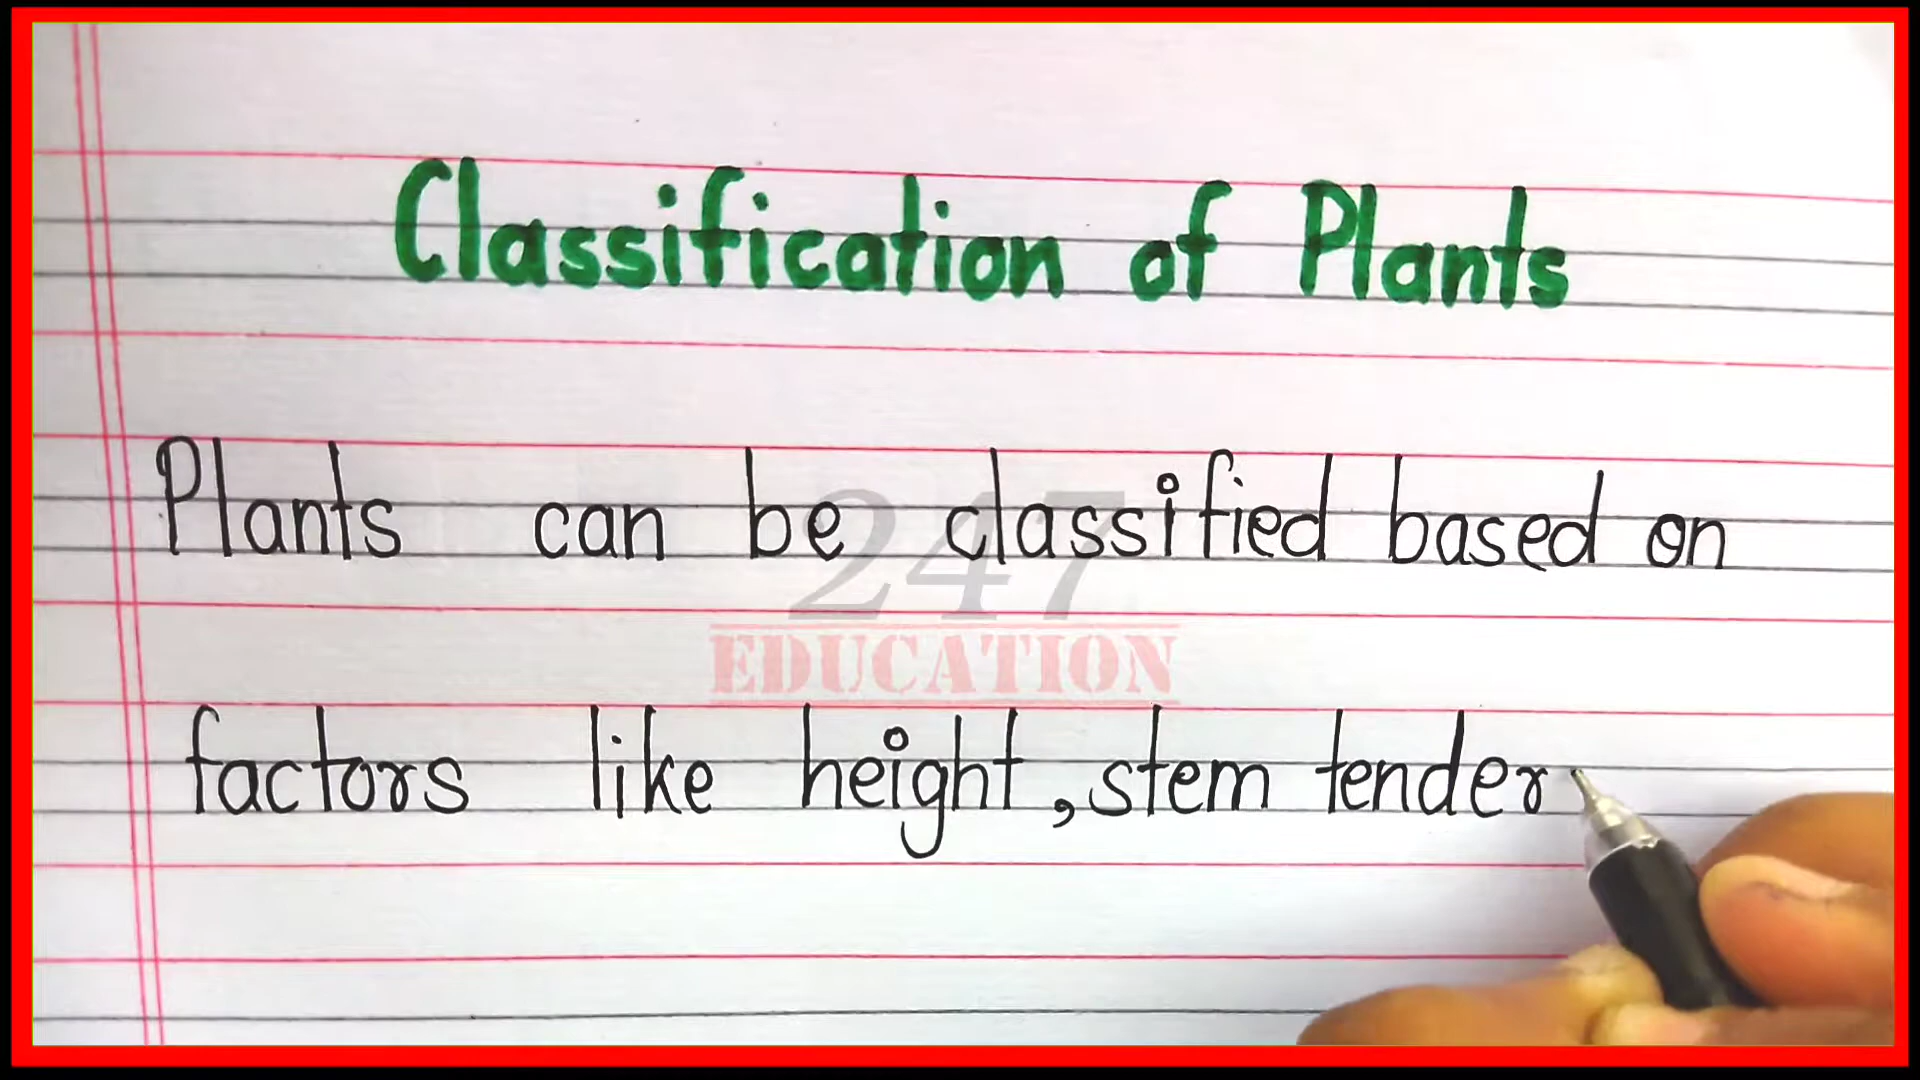 Classification of Plants
Plants can be classified based on
247
EDUCATION
factors like height, stem tender